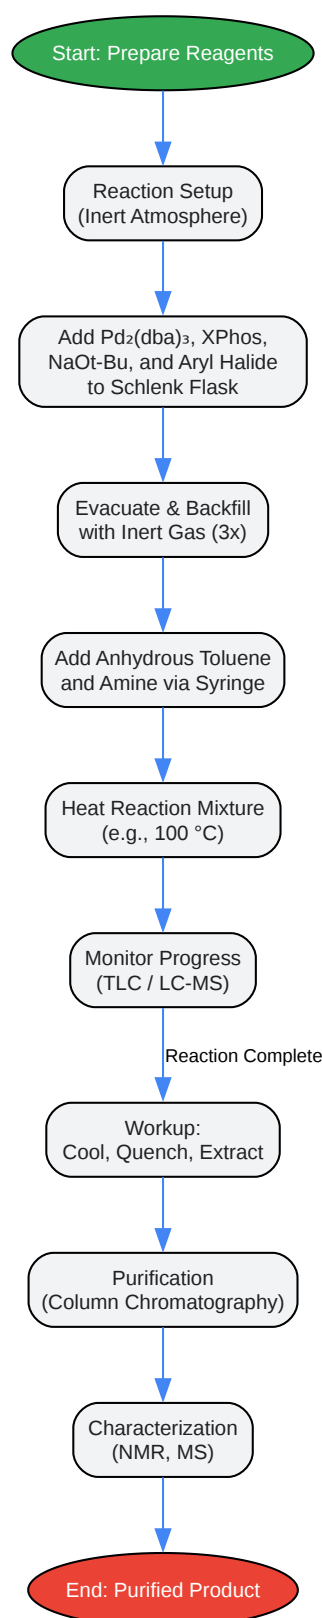 Start: Prepare Reagents
Reaction Setup
(Inert Atmosphere)
Add Pd₂(dba)₃, XPhos,
NaOt-Bu, and Aryl Halide
to Schlenk Flask
Evacuate & Backfill
with Inert Gas (3x)
Add Anhydrous Toluene
and Amine via Syringe
Heat Reaction Mixture
(e.g., 100 °C)
Monitor Progress
(TLC / LC-MS)
Reaction Complete
Workup:
Cool, Quench, Extract
Purification
(Column Chromatography)
Characterization
(NMR, MS)
End: Purified Product